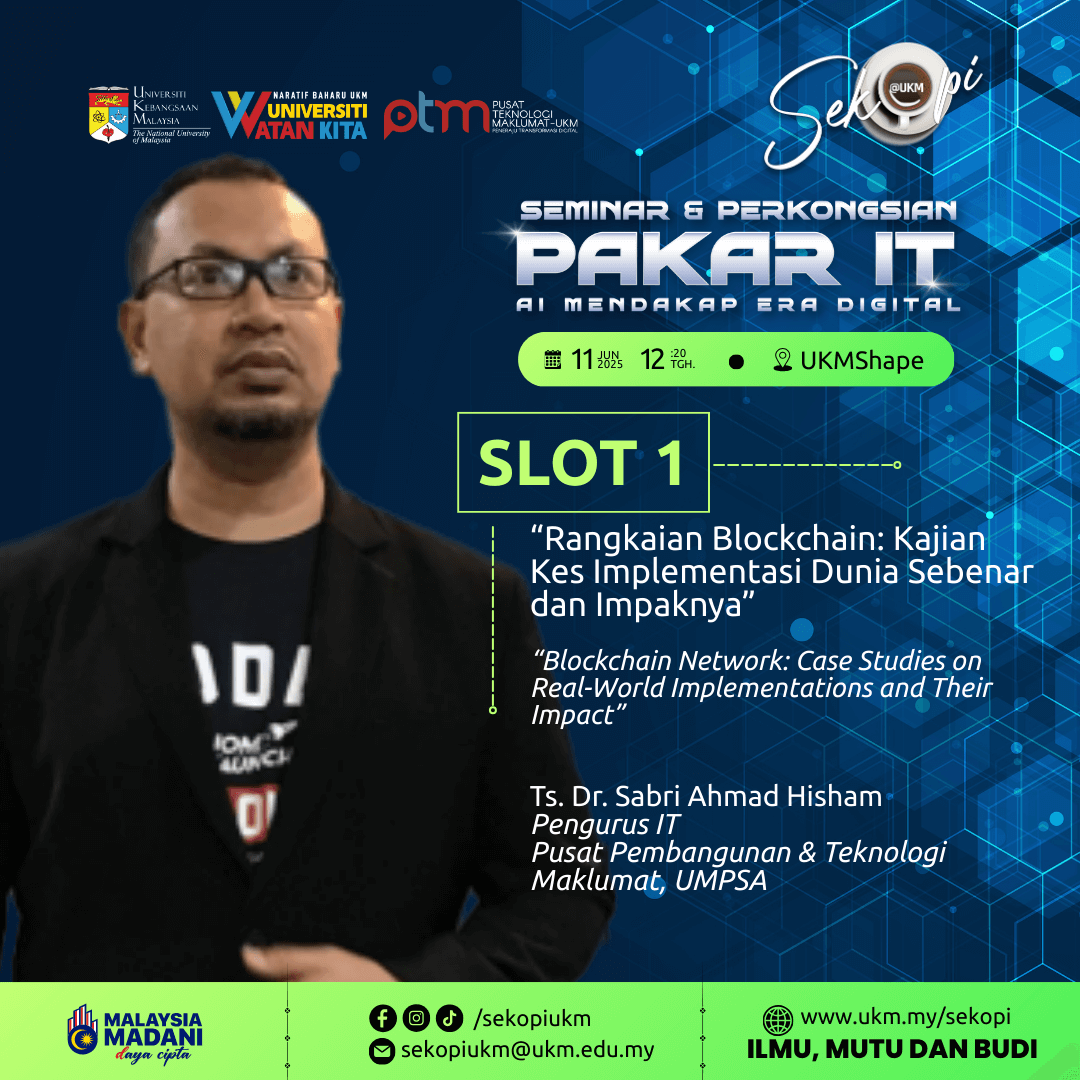 UNIVERSITI
KEBANGSAAN
MALAYSIA
The National University
of Malaysia
NARATIF BAHARU UKM
UNIVERSITI
WATAN KITA
ptm
PUSAT
TEKNOLOGI
MAKLUMAT-UKM
PENERAJU TRANSFORMASI DIGITAL
Sekopi
@UKM
SEMINAR & PERKONGSIAN
PAKAR IT
AI MENDAKAP ERA DIGITAL
11 JUN 2025 12 :20 TGH. • UKMShape
SLOT 1
“Rangkaian Blockchain: Kajian
Kes Implementasi Dunia Sebenar
dan Impaknya”
“Blockchain Network: Case Studies on
Real-World Implementations and Their
Impact”
Ts. Dr. Sabri Ahmad Hisham
Pengurus IT
Pusat Pembangunan & Teknologi
Maklumat, UMPSA
MALAYSIA
MADANI
daya cipta
/sekopiukm
sekopiukm@ukm.edu.my
www.ukm.my/sekopi
ILMU, MUTU DAN BUDI